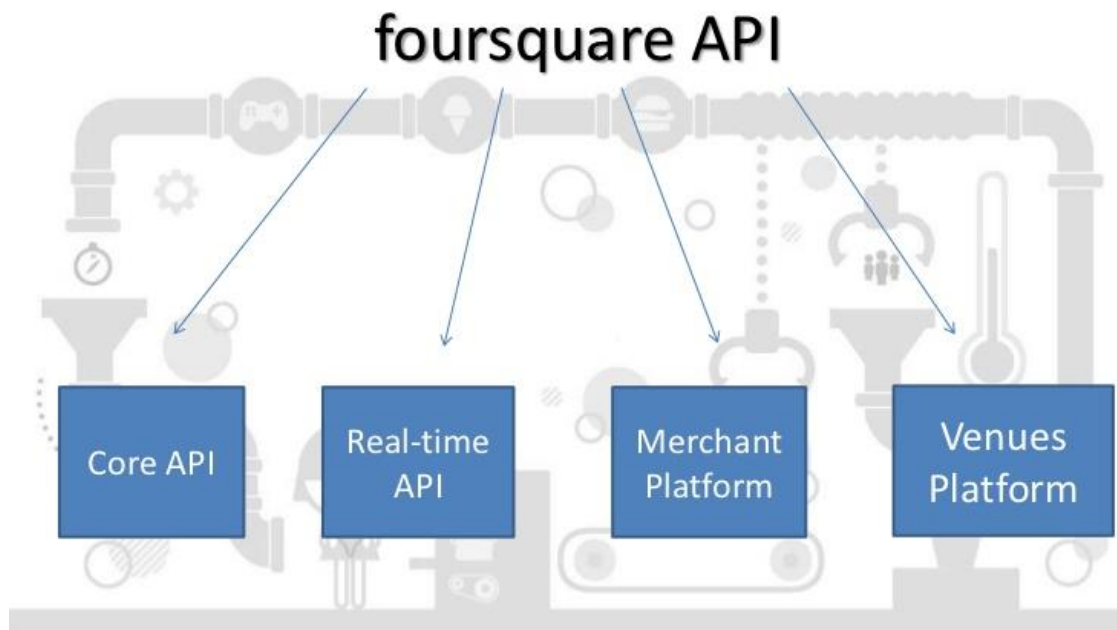 foursquare API
Core API
Real-time
API
Merchant
Platform
Venues
Platform